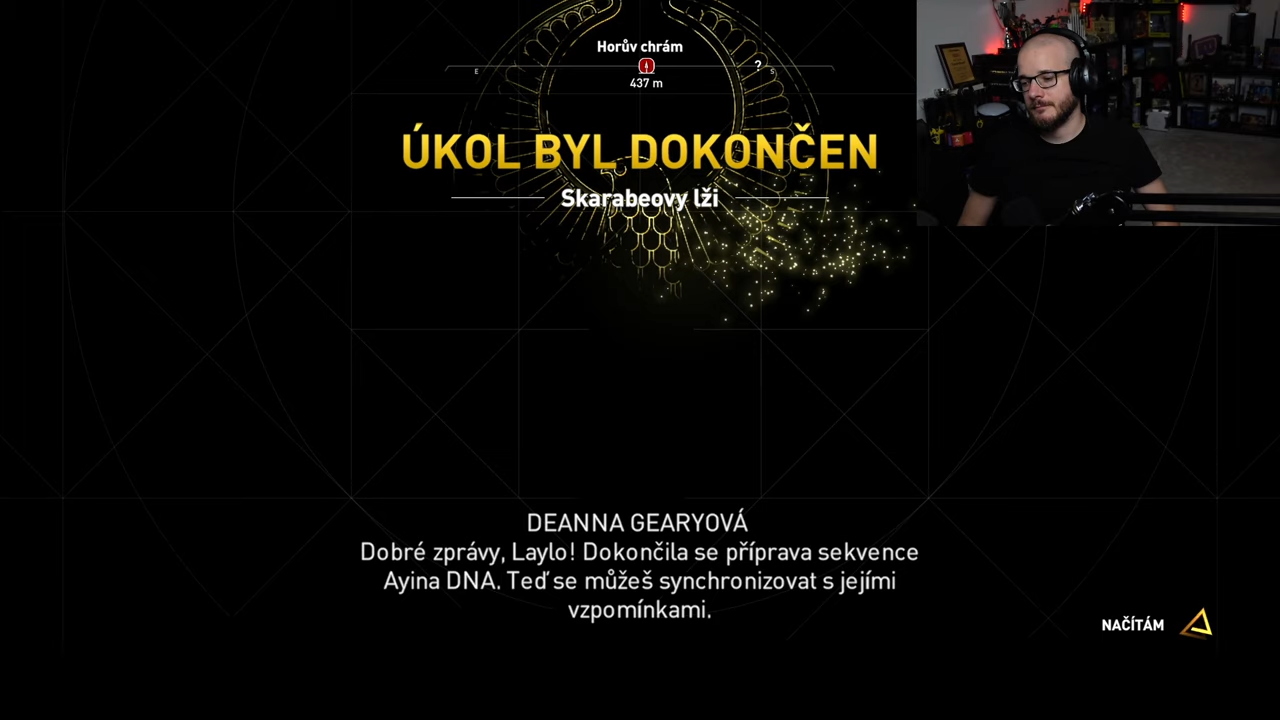 Horův chrám
E
?
S
437 m
ÚKOL BYL DOKONČEN
Skarabeovy lži
DEANNA GEARYOVÁ
Dobré zprávy, Laylo! Dokončila se příprava sekvence
Ayina DNA. Teď se můžeš synchronizovat s jejími
vzpomínkami.
NAČÍTÁM